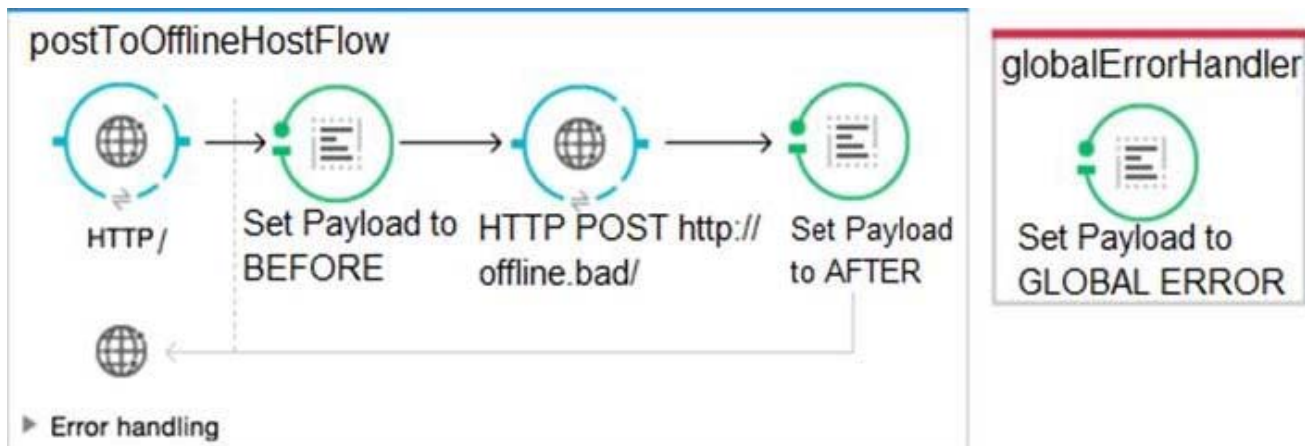 postToOfflineHostFlow
HTTP/
Set Payload to
BEFORE
HTTP POST http://
offline.bad/
Set Payload
to AFTER
Error handling
globalErrorHandler
Set Payload to
GLOBAL ERROR